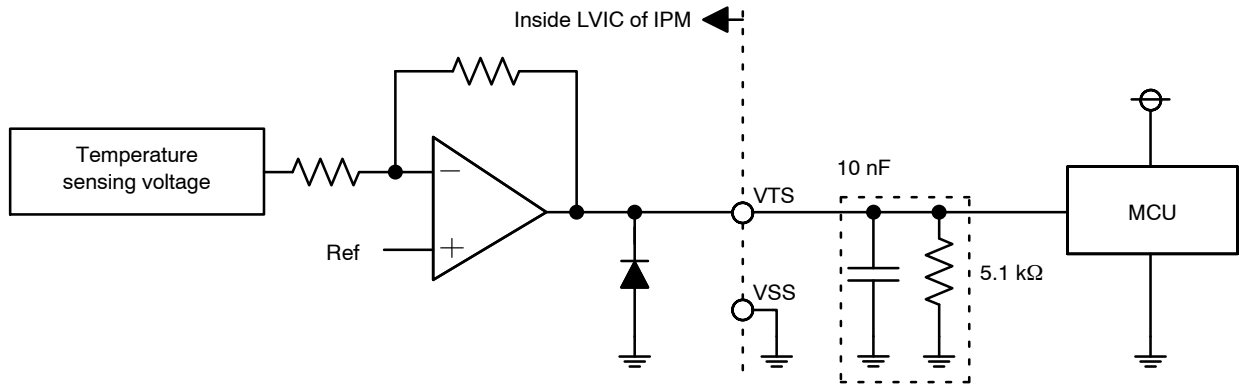 Inside LVIC of IPM
Temperature
sensing voltage
−
+
Ref
VTS
VSS
10 nF
5.1 kΩ
MCU